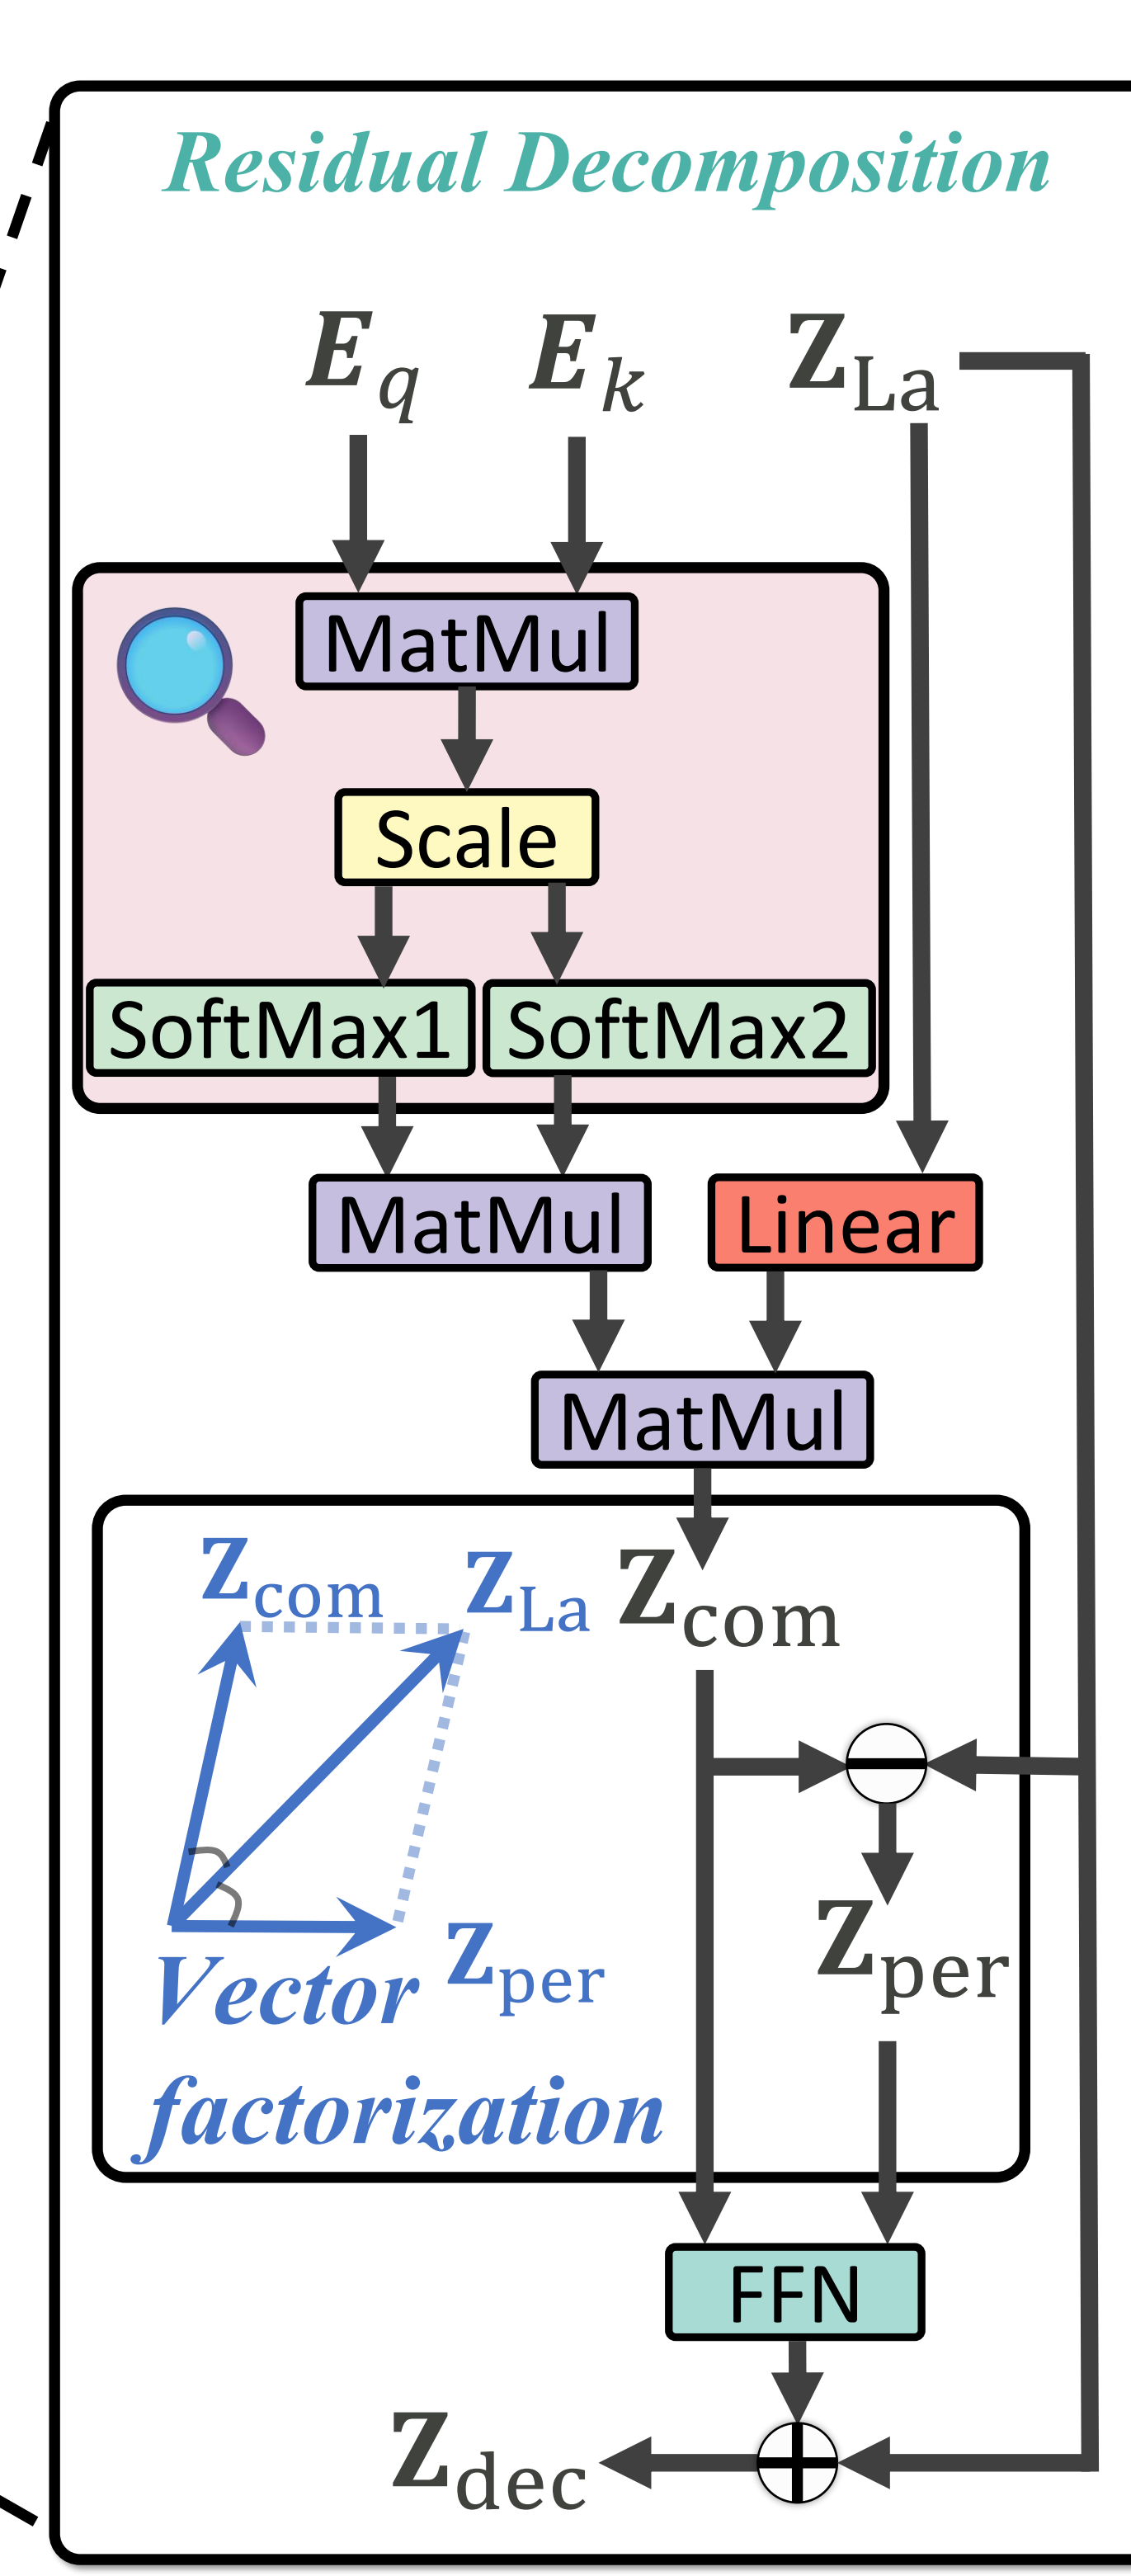 Residual Decomposition
E_q E_k Z_La
MatMul
Scale
SoftMax1 SoftMax2
MatMul Linear
MatMul
Z_com Z_La Z_com
Z_per Z_per
Vector
factorization
FFN
Z_dec